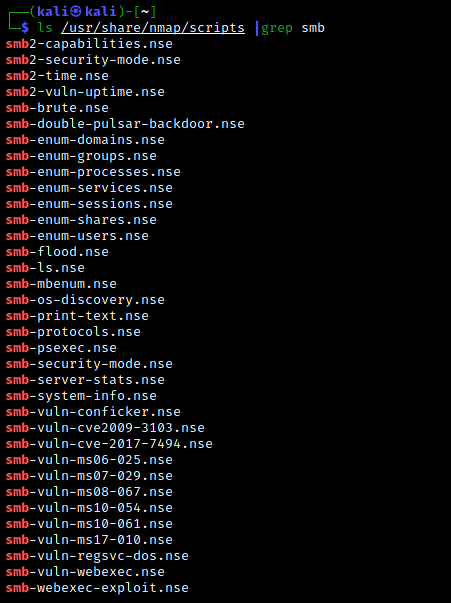 ┌──(kali㉿kali)-[~]
└─$ ls /usr/share/nmap/scripts |grep smb
smb2-capabilities.nse
smb2-security-mode.nse
smb2-time.nse
smb2-vuln-uptime.nse
smb-brute.nse
smb-double-pulsar-backdoor.nse
smb-enum-domains.nse
smb-enum-groups.nse
smb-enum-processes.nse
smb-enum-services.nse
smb-enum-sessions.nse
smb-enum-shares.nse
smb-enum-users.nse
smb-flood.nse
smb-ls.nse
smb-mbenum.nse
smb-os-discovery.nse
smb-print-text.nse
smb-protocols.nse
smb-psexec.nse
smb-security-mode.nse
smb-server-stats.nse
smb-system-info.nse
smb-vuln-conficker.nse
smb-vuln-cve2009-3103.nse
smb-vuln-cve-2017-7494.nse
smb-vuln-ms06-025.nse
smb-vuln-ms07-029.nse
smb-vuln-ms08-067.nse
smb-vuln-ms10-054.nse
smb-vuln-ms10-061.nse
smb-vuln-ms17-010.nse
smb-vuln-regsvc-dos.nse
smb-vuln-webexec.nse
smb-webexec-exploit.nse